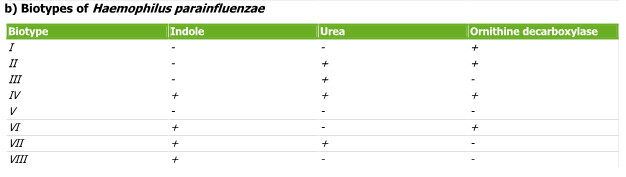 b) Biotypes of Haemophilus parainfluenzae
Biotype Indole Urea Ornithine decarboxylase
I - - +
II - + +
III - + -
IV + + +
V - - -
VI + - +
VII + + -
VIII + - -